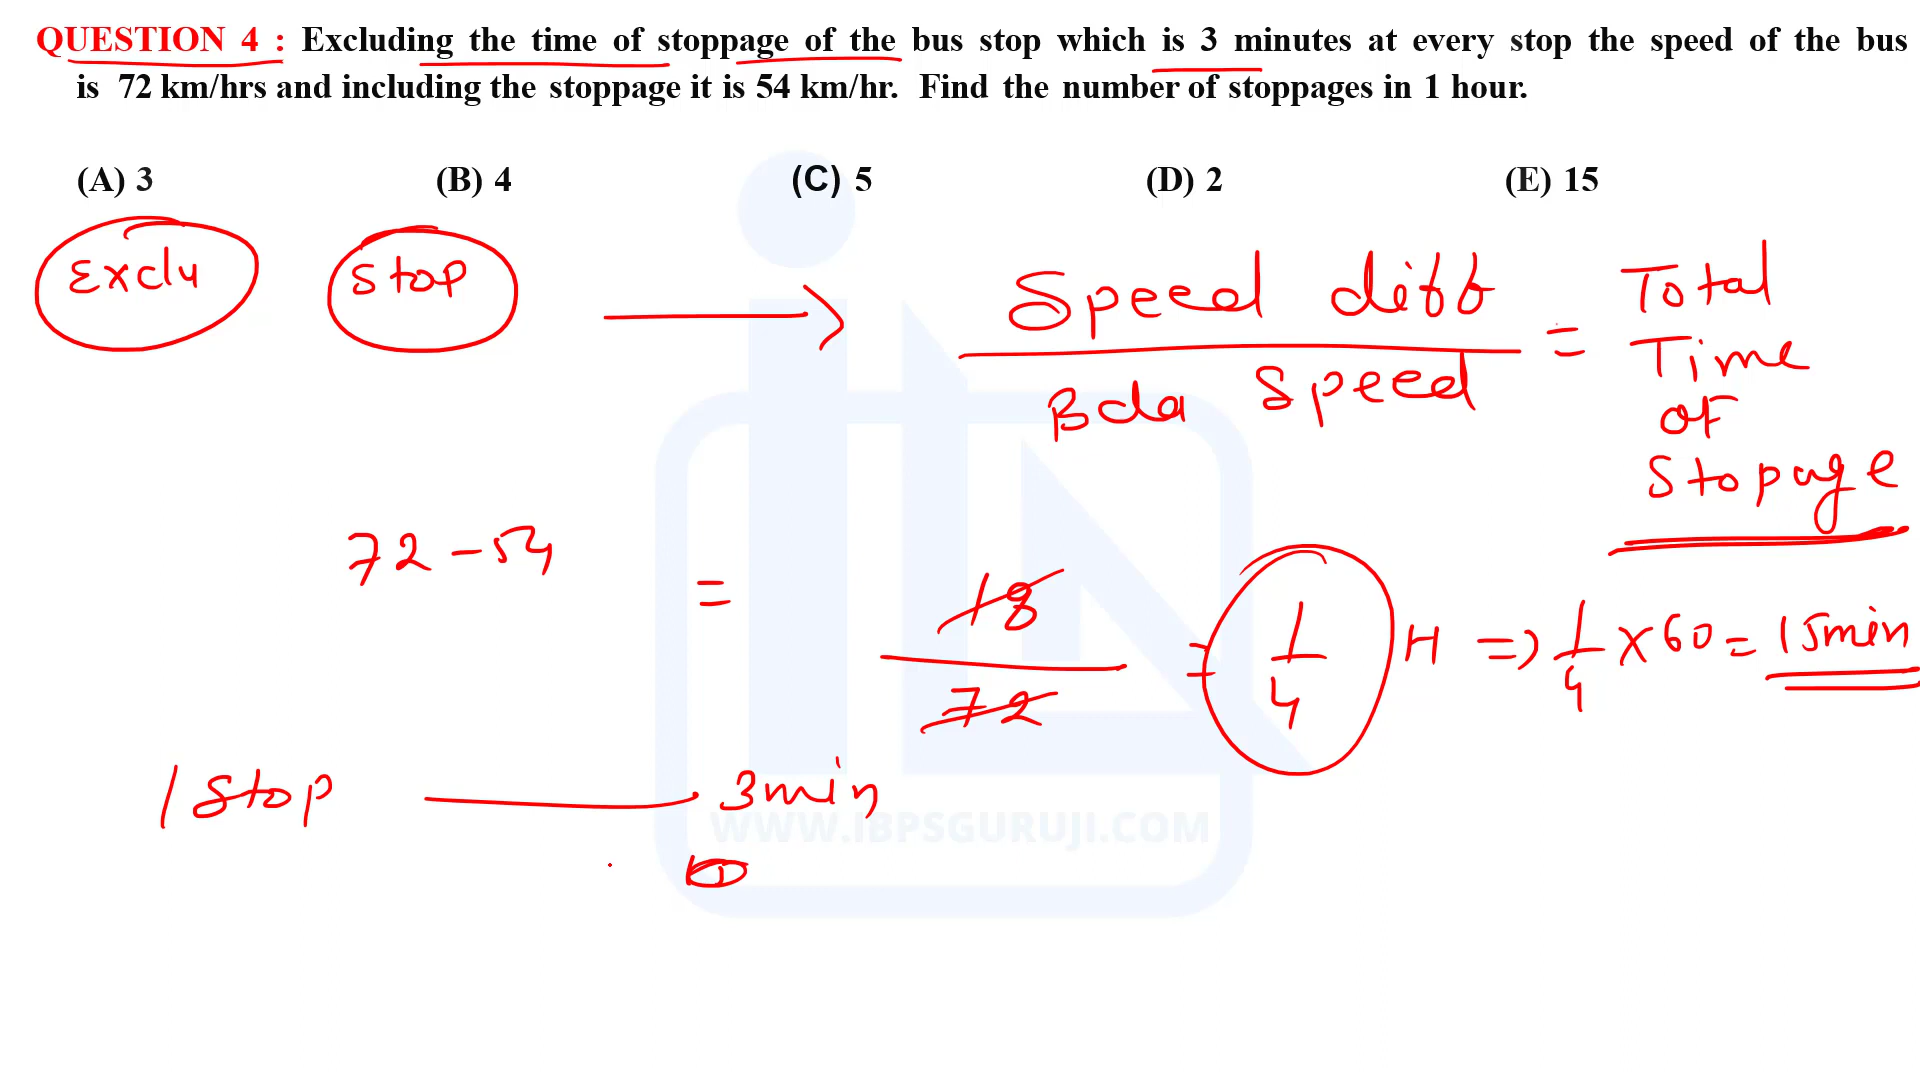 QUESTION 4 : Excluding the time of stoppage of the bus stop which is 3 minutes at every stop the speed of the bus
is 72 km/hrs and including the stoppage it is 54 km/hr. Find the number of stoppages in 1 hour.
(A) 3 (B) 4 (C) 5 (D) 2 (E) 15
Exclu Stop
Speed diff = Total
Bda Speed Time
of
Stopage
72 - 54
= 18 = 1 H => 1 x 60 = 15min
72 4 4
1 Stop 3min
WWW.IBPSGURUJI.COM